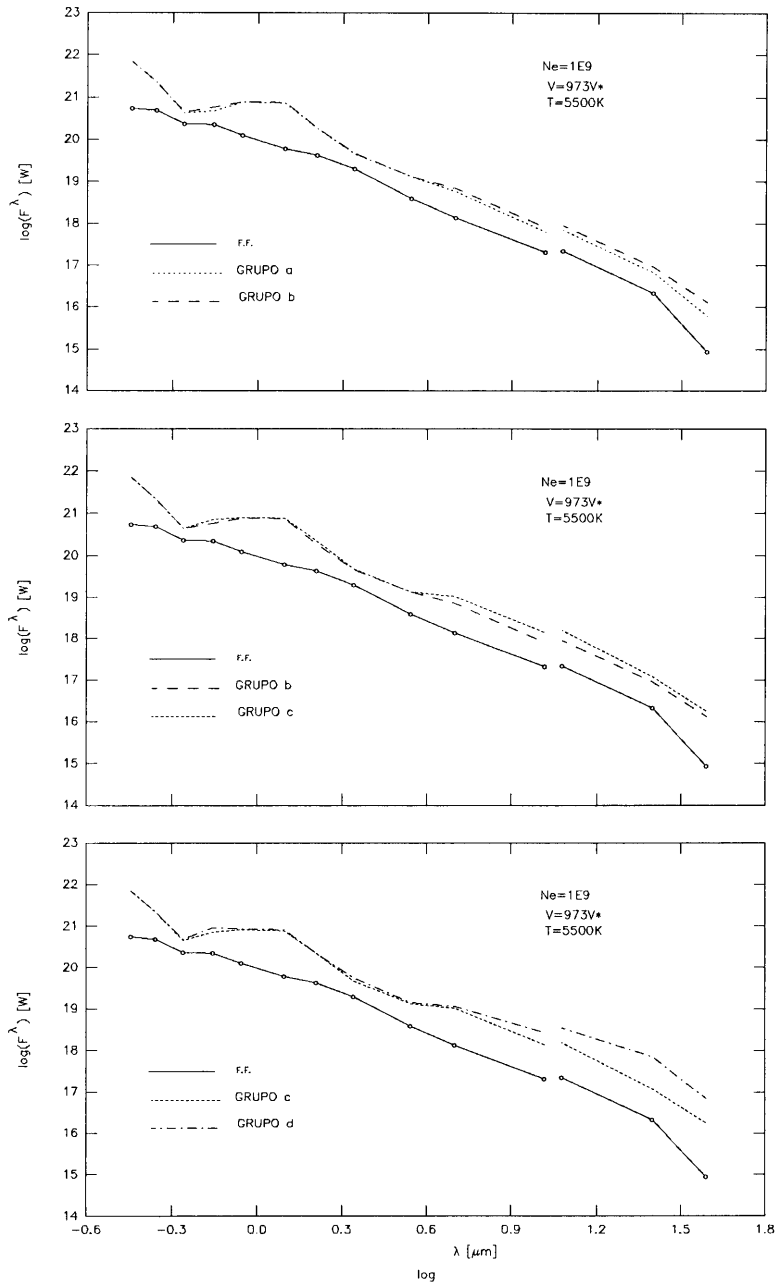 23
22
21
20
19
18
17
16
15
14
log(F^λ) [W]
Ne=1E9
V=973V*
T=5500K
F.F.
GRUPO a
GRUPO b
23
22
21
20
19
18
17
16
15
14
log(F^λ) [W]
Ne=1E9
V=973V*
T=5500K
F.F.
GRUPO b
GRUPO c
23
22
21
20
19
18
17
16
15
14
log(F^λ) [W]
Ne=1E9
V=973V*
T=5500K
F.F.
GRUPO c
GRUPO d
-0.6 -0.3 0.0 0.3 0.6 0.9 1.2 1.5 1.8
λ [μm]
log